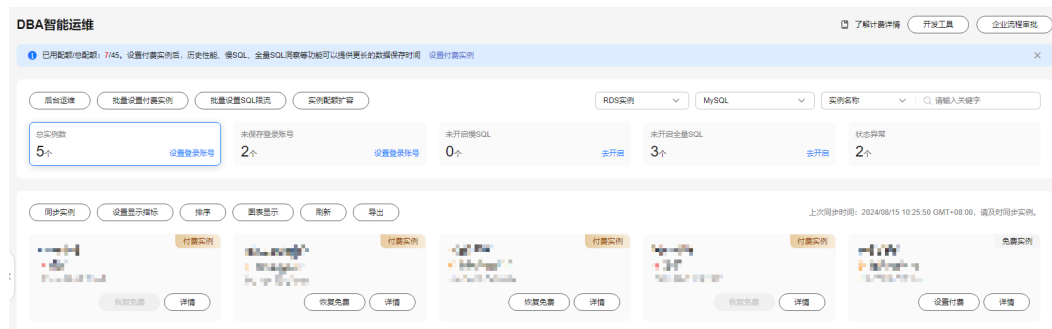 DBA智能运维
了解计费详情 开发工具 企业流程审批
已用配额/总配额：7/45。设置付费实例后，历史性能、慢SQL、全量SQL洞察等功能可以提供更长的数据保存时间 设置付费实例
后台运维 批量设置付费实例 批量设置SQL限流 实例配额扩容 RDS实例 MySQL 实例名称 请输入关键字
总实例数 未保存登录账号 未开启慢SQL 未开启全量SQL 状态异常
5个 设置登录账号 2个 设置登录账号 0个 去开启 3个 去开启 2个
同步实例 设置显示指标 排序 图表显示 刷新 导出 上次同步时间：2024/08/15 10:25:50 GMT+08:00，请及时同步实例。
付费实例 付费实例 付费实例 付费实例 免费实例
恢复免费 详情 恢复免费 详情 恢复免费 详情 恢复免费 详情 设置付费 详情